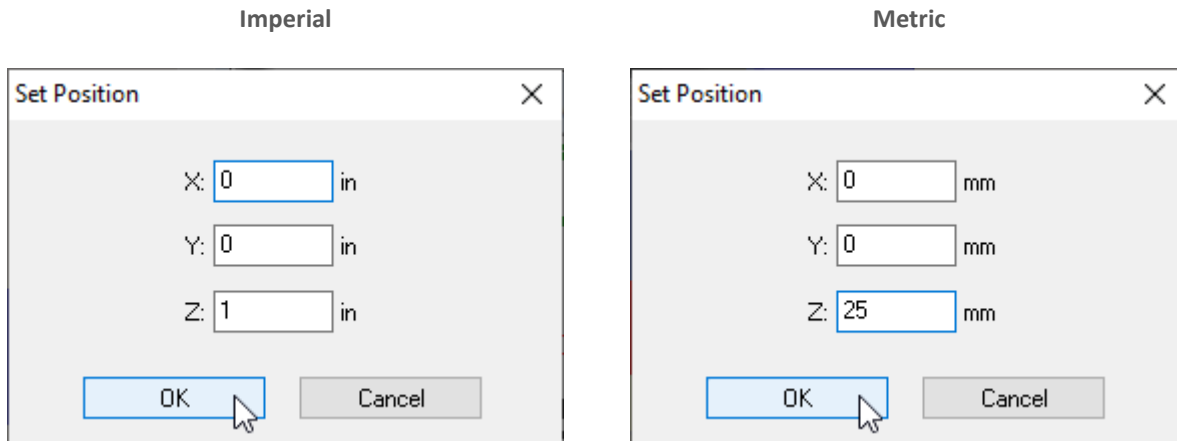 Imperial
Metric
Set Position
X: 0 in
Y: 0 in
Z: 1 in
OK Cancel
Set Position
X: 0 mm
Y: 0 mm
Z: 25 mm
OK Cancel